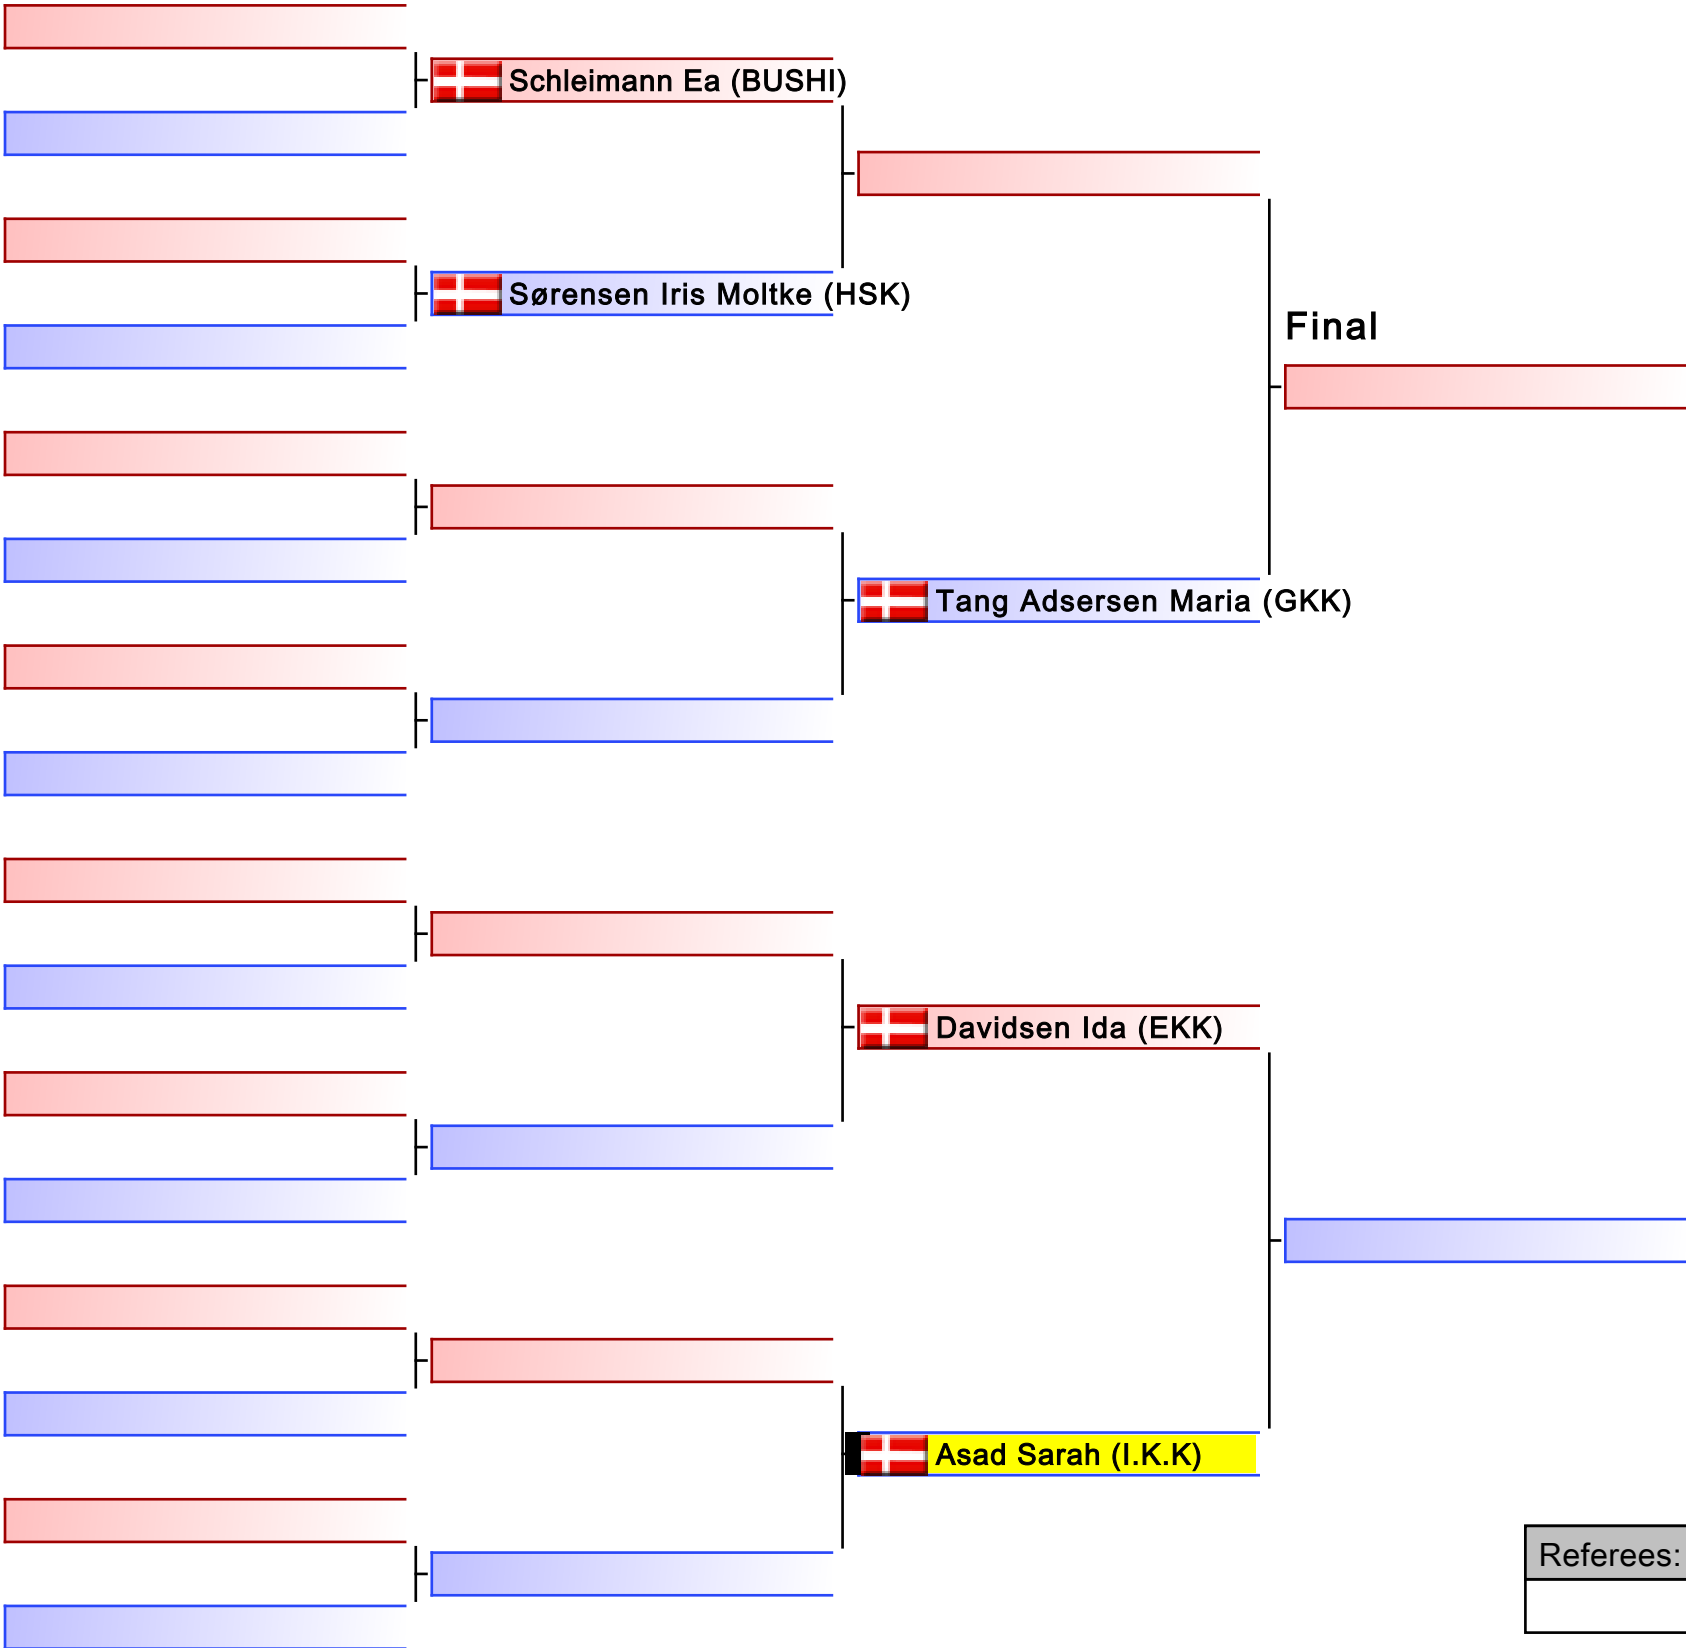 Schleimann Ea (BUSHI)
Sørensen Iris Moltke (HSK)
Final
Tang Adsersen Maria (GKK)
Davidsen Ida (EKK)
Asad Sarah (I.K.K)
Referees: